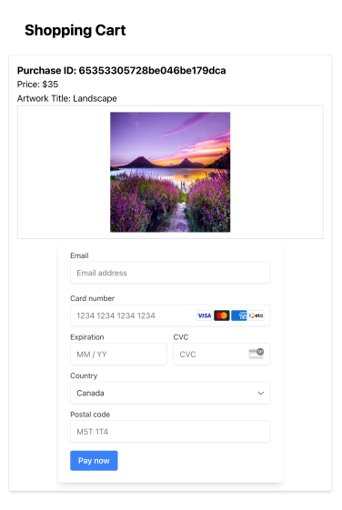 Shopping Cart
Purchase ID: 65353305728be046be179dca
Price: $35
Artwork Title: Landscape
Email
Email address
Card number
1234 1234 1234 1234 VISA
Expiration CVC
MM / YY CVC
Country
Canada
Postal code
M5T 1T4
Pay now